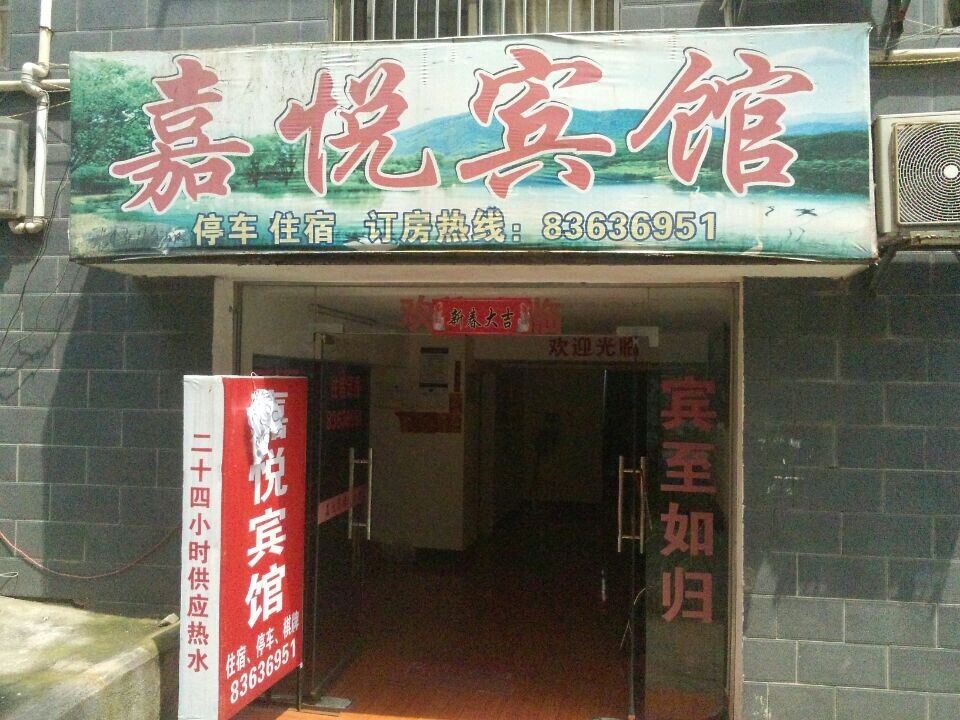 嘉悦宾馆
停车 住宿 订房热线：83636951
新春大吉
欢迎光临
宾至如归
嘉悦宾馆
住宿、停车、棋牌
83636951
二十四小时供应热水